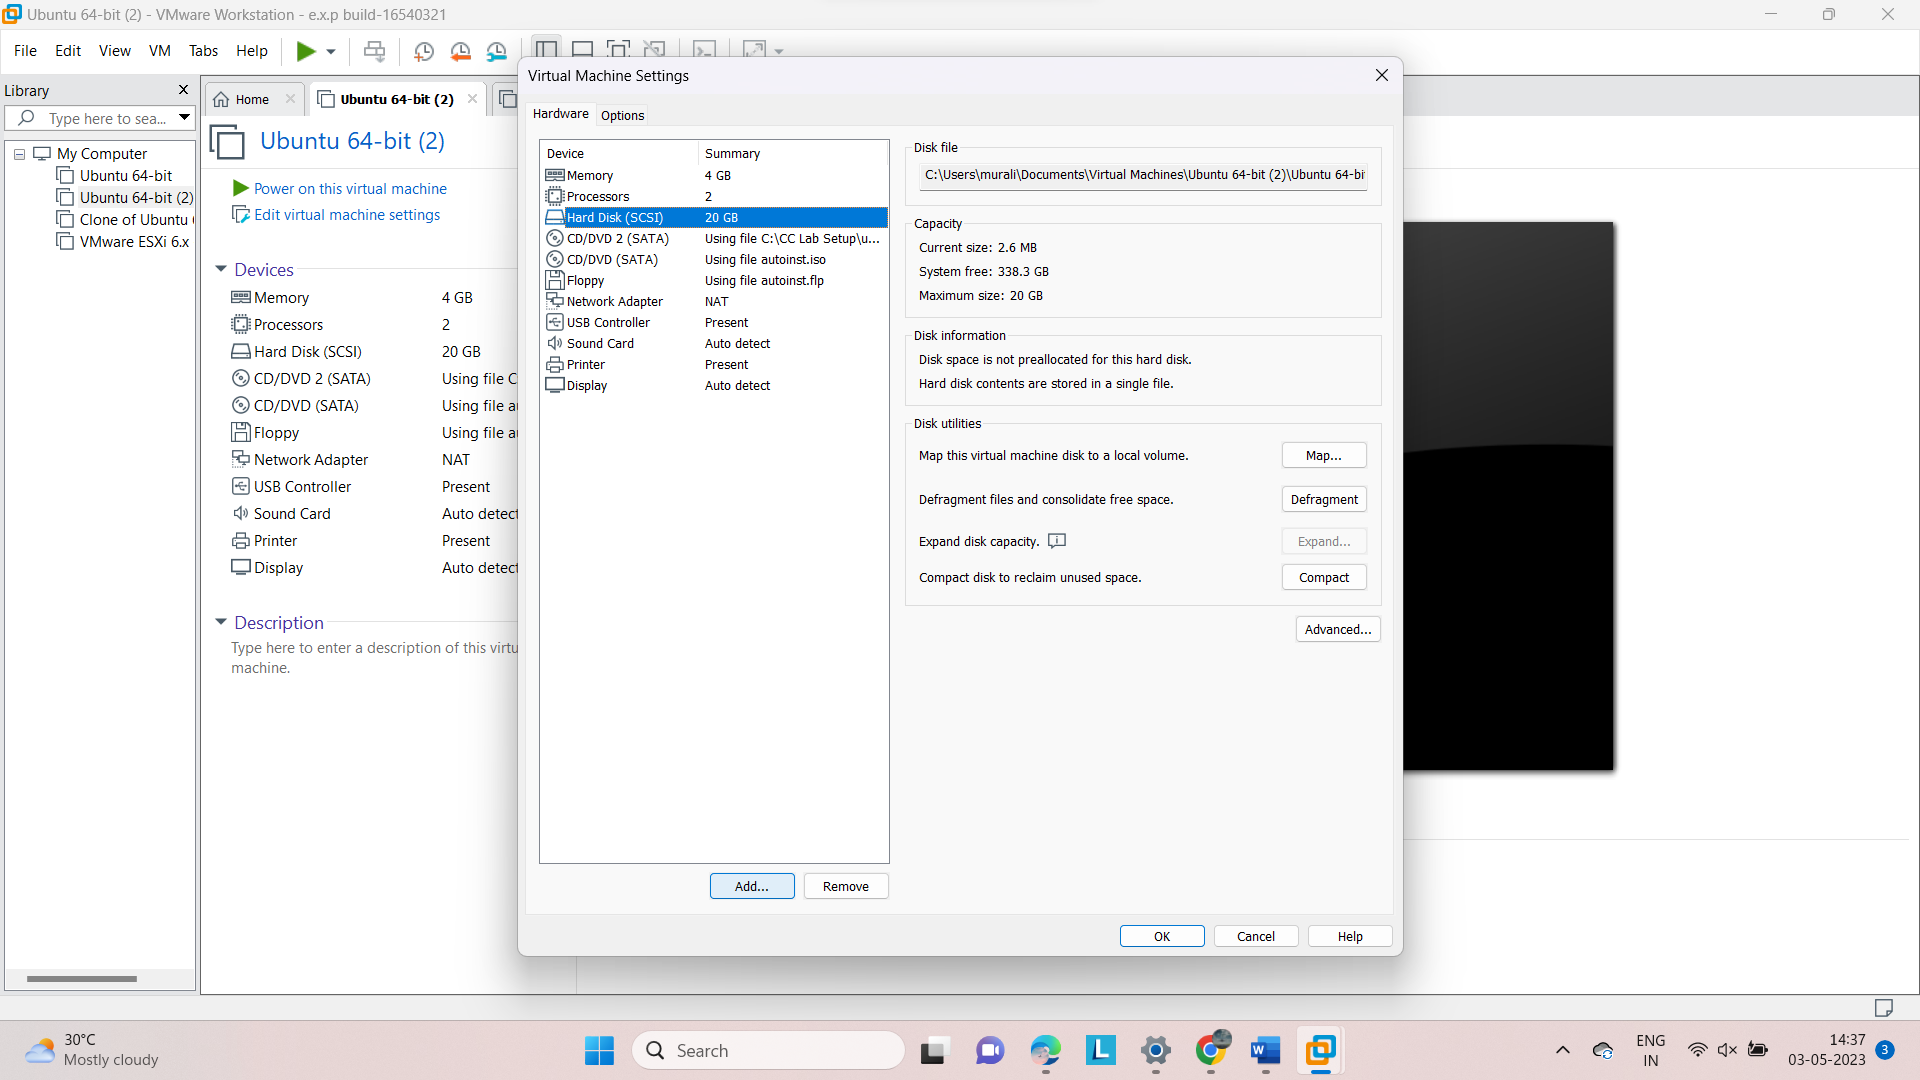 Ubuntu 64-bit (2) - VMware Workstation - e.x.p build-16540321
File Edit View VM Tabs Help
Library
Type here to sea...
My Computer
Ubuntu 64-bit
Ubuntu 64-bit (2)
Clone of Ubuntu
VMware ESXi 6.x
Home
Ubuntu 64-bit (2)
Ubuntu 64-bit (2)
Power on this virtual machine
Edit virtual machine settings
Devices
Memory 4 GB
Processors 2
Hard Disk (SCSI) 20 GB
CD/DVD 2 (SATA) Using file C
CD/DVD (SATA) Using file a
Floppy Using file a
Network Adapter NAT
USB Controller Present
Sound Card Auto detect
Printer Present
Display Auto detect
Description
Type here to enter a description of this virtu
machine.
Virtual Machine Settings
Hardware Options
Device Summary
Memory 4 GB
Processors 2
Hard Disk (SCSI) 20 GB
CD/DVD 2 (SATA) Using file C:\CC Lab Setup\u...
CD/DVD (SATA) Using file autoinst.iso
Floppy Using file autoinst.flp
Network Adapter NAT
USB Controller Present
Sound Card Auto detect
Printer Present
Display Auto detect
Add... Remove
Disk file
C:\Users\murali\Documents\Virtual Machines\Ubuntu 64-bit (2)\Ubuntu 64-bi
Capacity
Current size: 2.6 MB
System free: 338.3 GB
Maximum size: 20 GB
Disk information
Disk space is not preallocated for this hard disk.
Hard disk contents are stored in a single file.
Disk utilities
Map this virtual machine disk to a local volume. Map...
Defragment files and consolidate free space. Defragment
Expand disk capacity. Expand...
Compact disk to reclaim unused space. Compact
Advanced...
OK Cancel Help
30°C
Mostly cloudy
Search
L
W
ENG
IN
14:37
03-05-2023
3